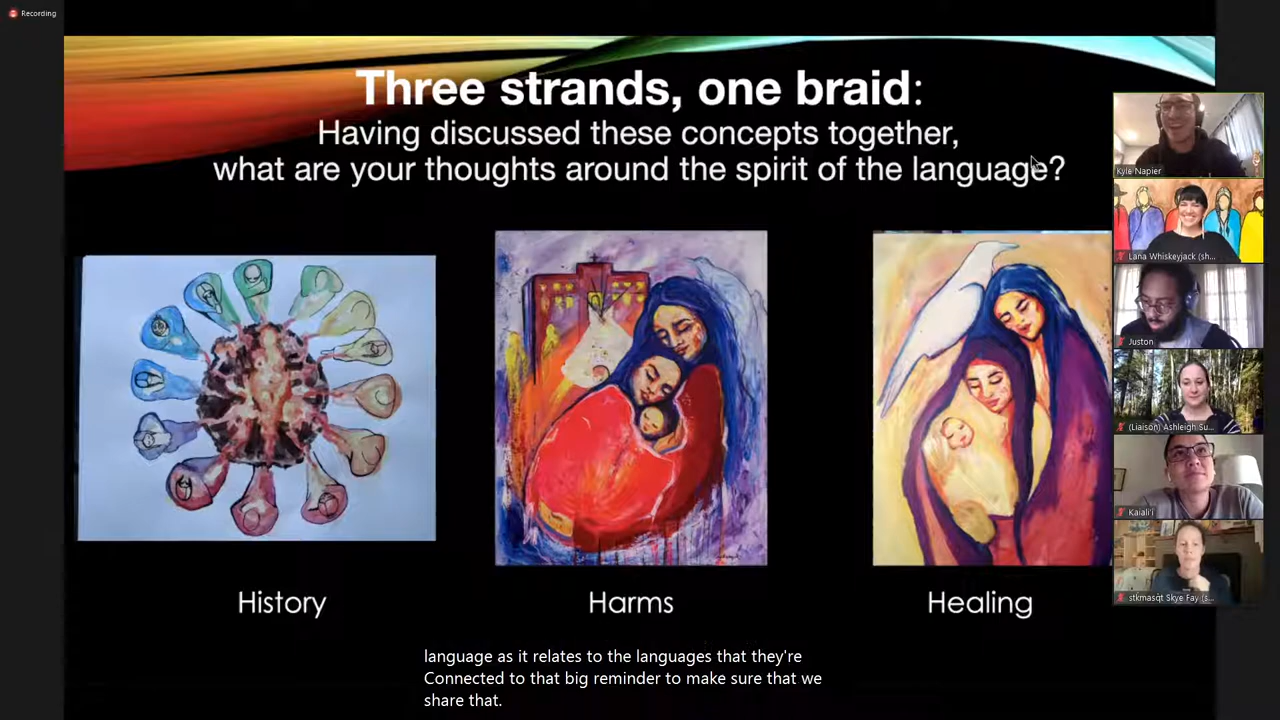 Recording
Three strands, one braid:
Having discussed these concepts together,
what are your thoughts around the spirit of the language?
Kyle Napier
Lana Whiskeyjack (sh...
Juston
(Liaison) Ashleigh Su...
Kaiali'i
stkmasqt Skye Fay (s...
History
Harms
Healing
language as it relates to the languages that they're
Connected to that big reminder to make sure that we
share that.